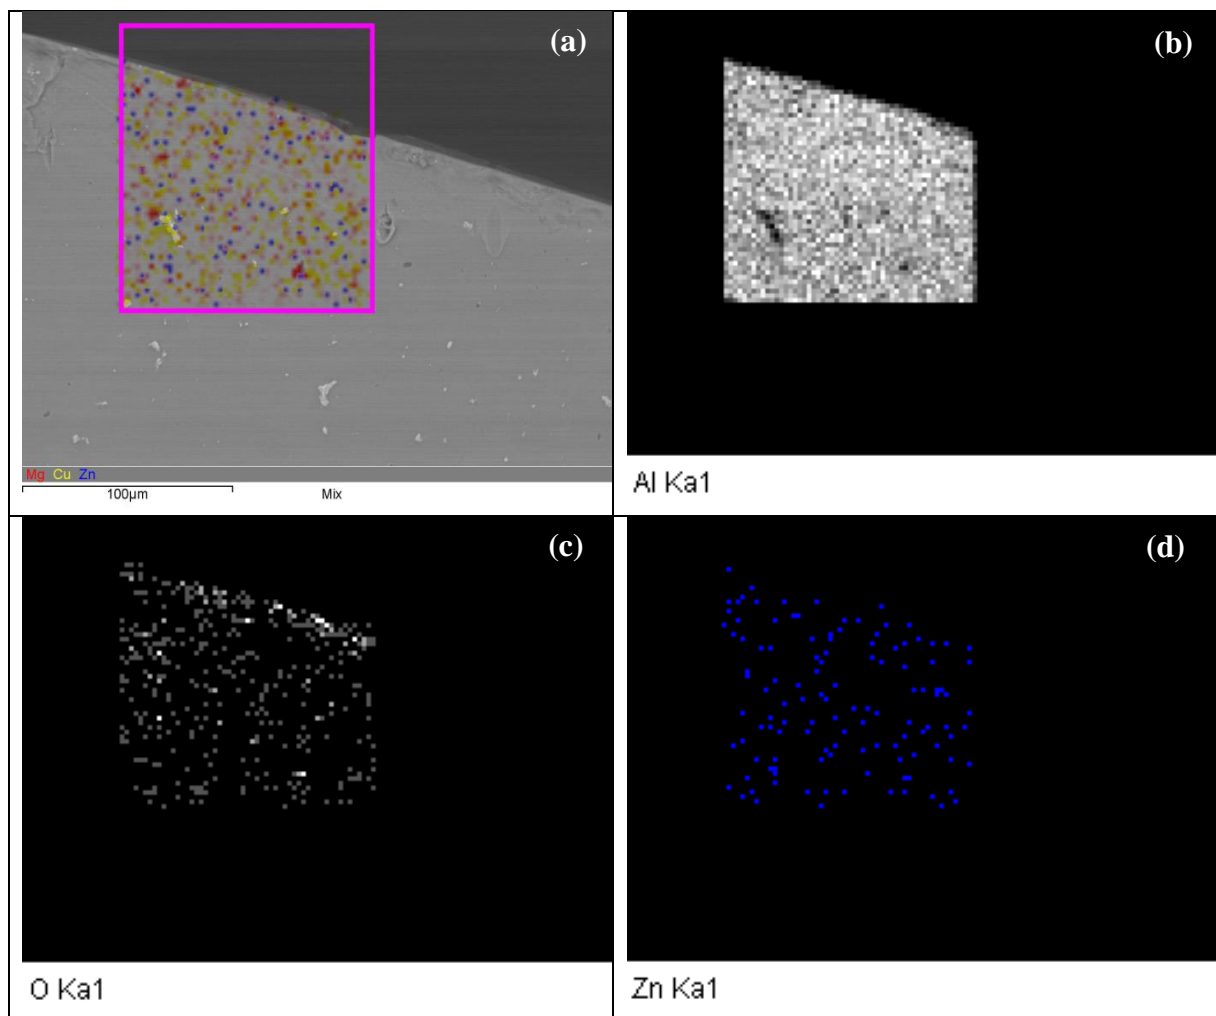 (a)
(b)
Mg Cu Zn
100µm Mix
Al Ka1
(c)
(d)
O Ka1
Zn Ka1